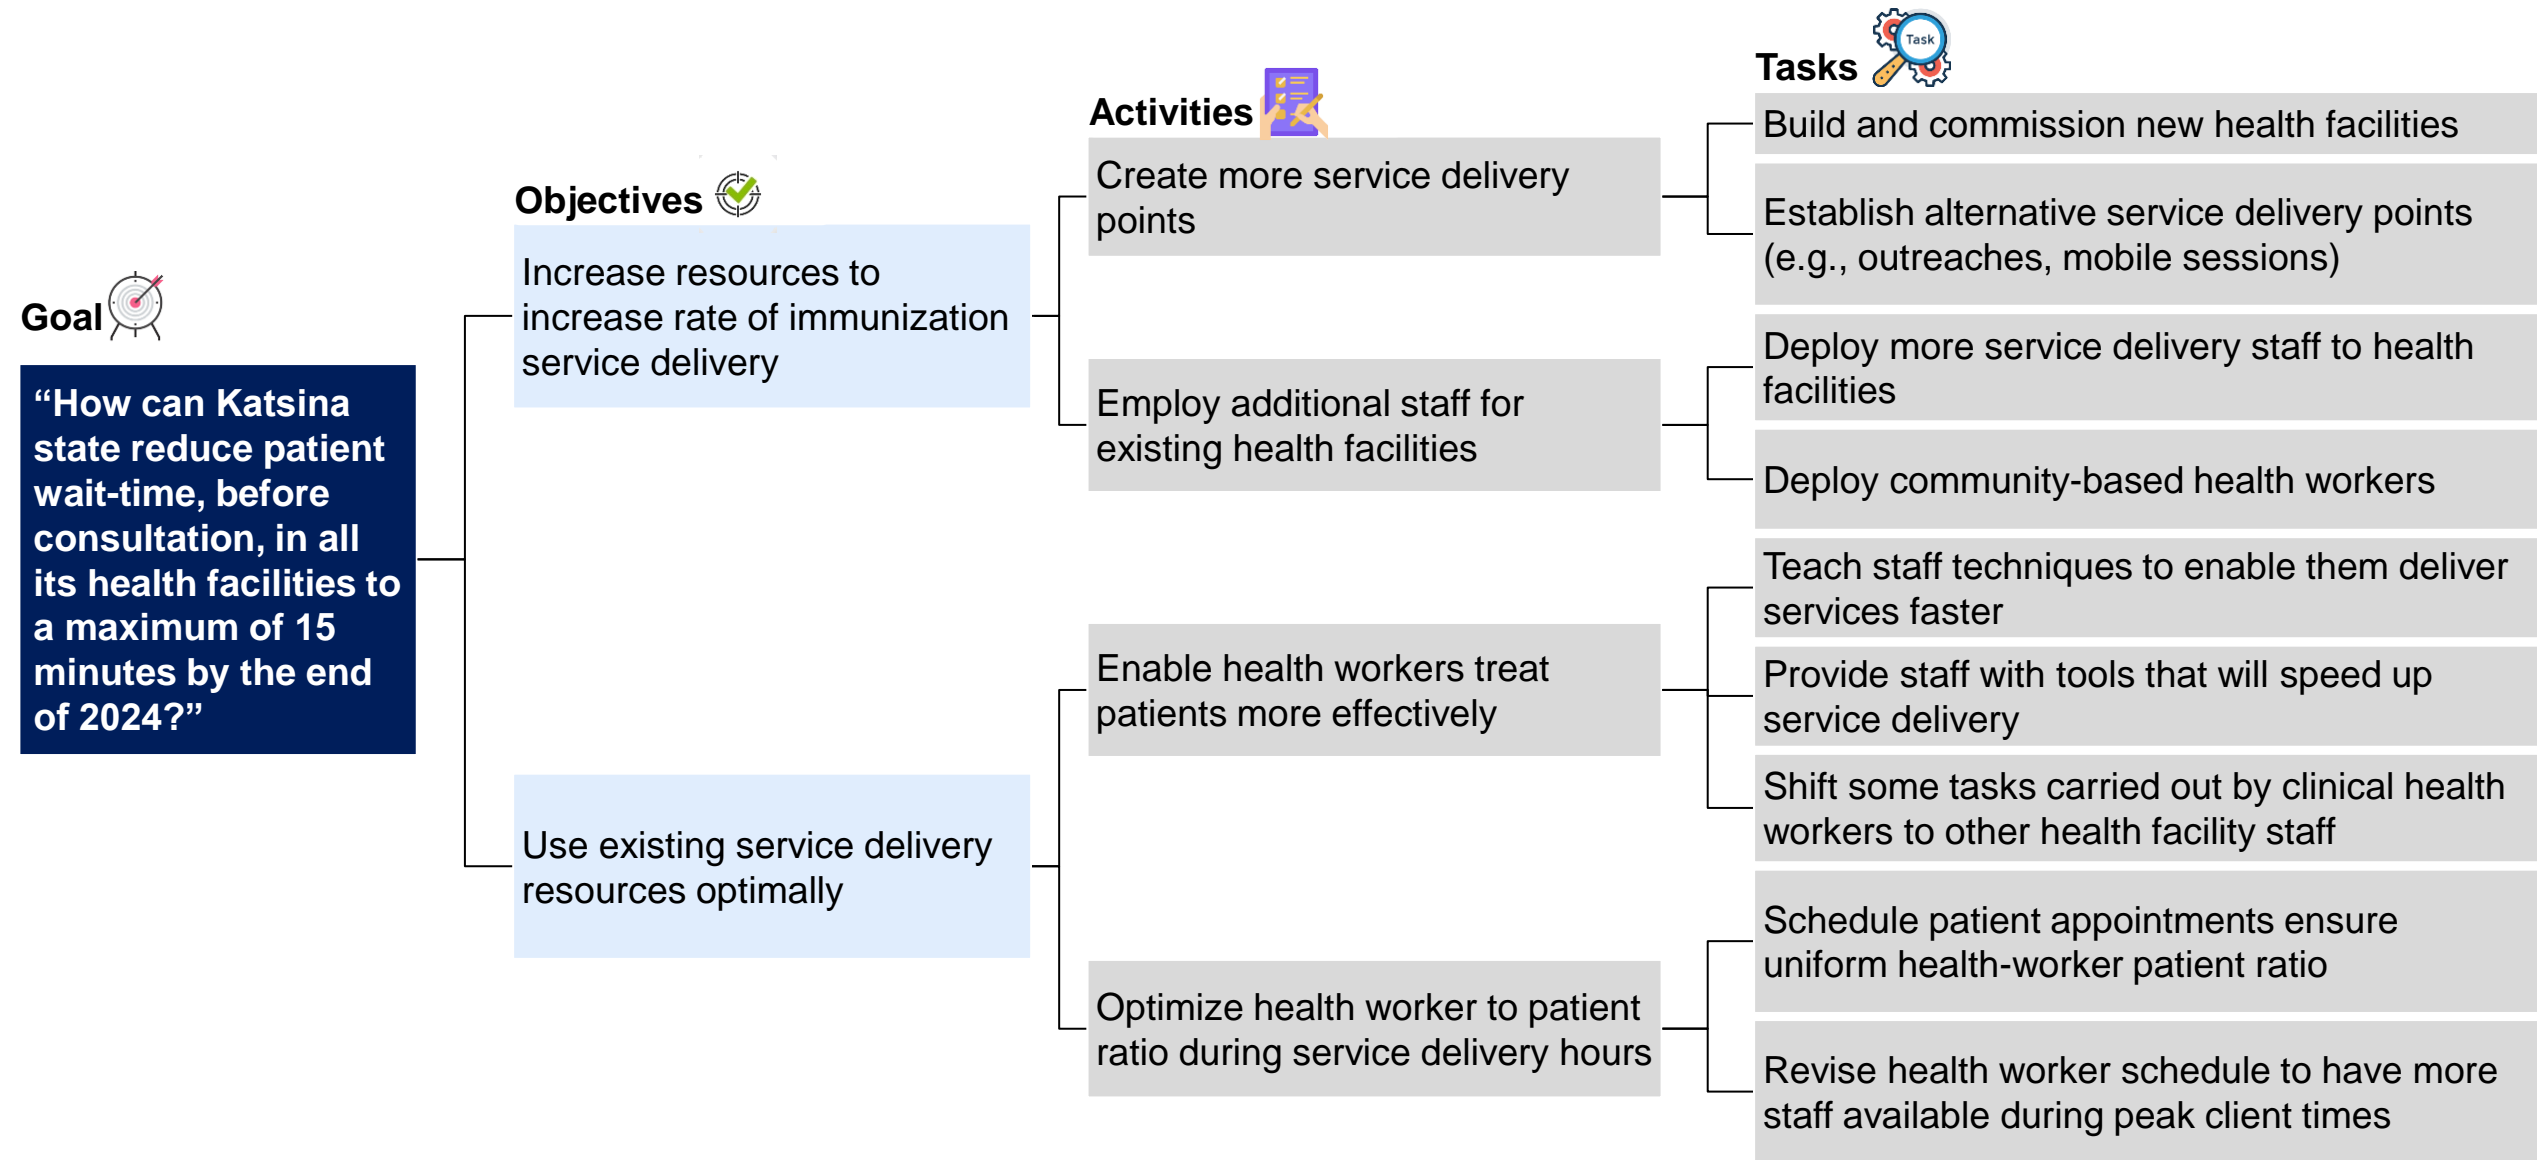 Goal
“How can Katsina
state reduce patient
wait-time, before
consultation, in all
its health facilities to
a maximum of 15
minutes by the end
of 2024?”
Objectives
Increase resources to
increase rate of immunization
service delivery
Use existing service delivery
resources optimally
Activities
Create more service delivery
points
Employ additional staff for
existing health facilities
Enable health workers treat
patients more effectively
Optimize health worker to patient
ratio during service delivery hours
Tasks
Task
Build and commission new health facilities
Establish alternative service delivery points
(e.g., outreaches, mobile sessions)
Deploy more service delivery staff to health
facilities
Deploy community-based health workers
Teach staff techniques to enable them deliver
services faster
Provide staff with tools that will speed up
service delivery
Shift some tasks carried out by clinical health
workers to other health facility staff
Schedule patient appointments ensure
uniform health-worker patient ratio
Revise health worker schedule to have more
staff available during peak client times